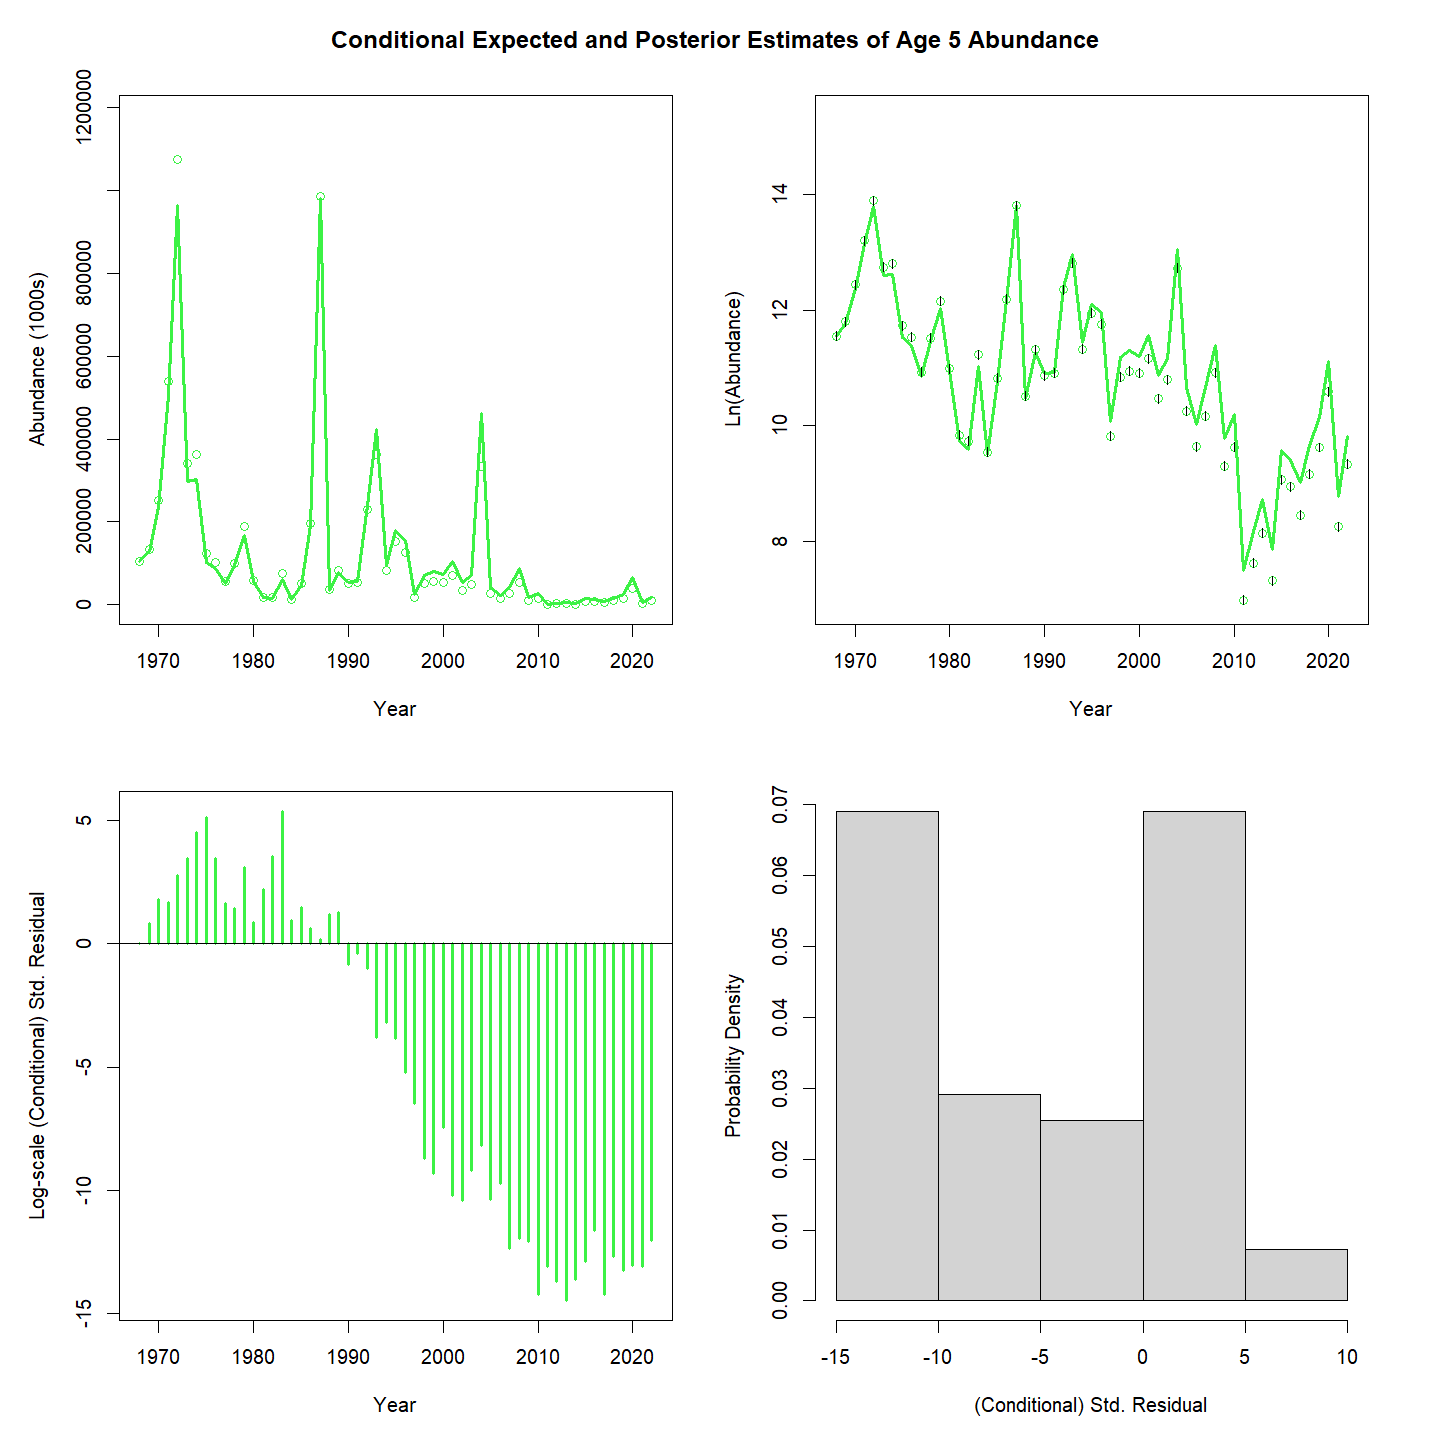 Conditional Expected and Posterior Estimates of Age 5 Abundance
Abundance (1000s)
0
200000
400000
600000
800000
1200000
1970 1980 1990 2000 2010 2020
Year
Ln(Abundance)
8
10
12
14
1970 1980 1990 2000 2010 2020
Year
Log-scale (Conditional) Std. Residual
-15
-10
-5
0
5
1970 1980 1990 2000 2010 2020
Year
Probability Density
0.00
0.01
0.02
0.03
0.04
0.05
0.06
0.07
-15 -10 -5 0 5 10
(Conditional) Std. Residual